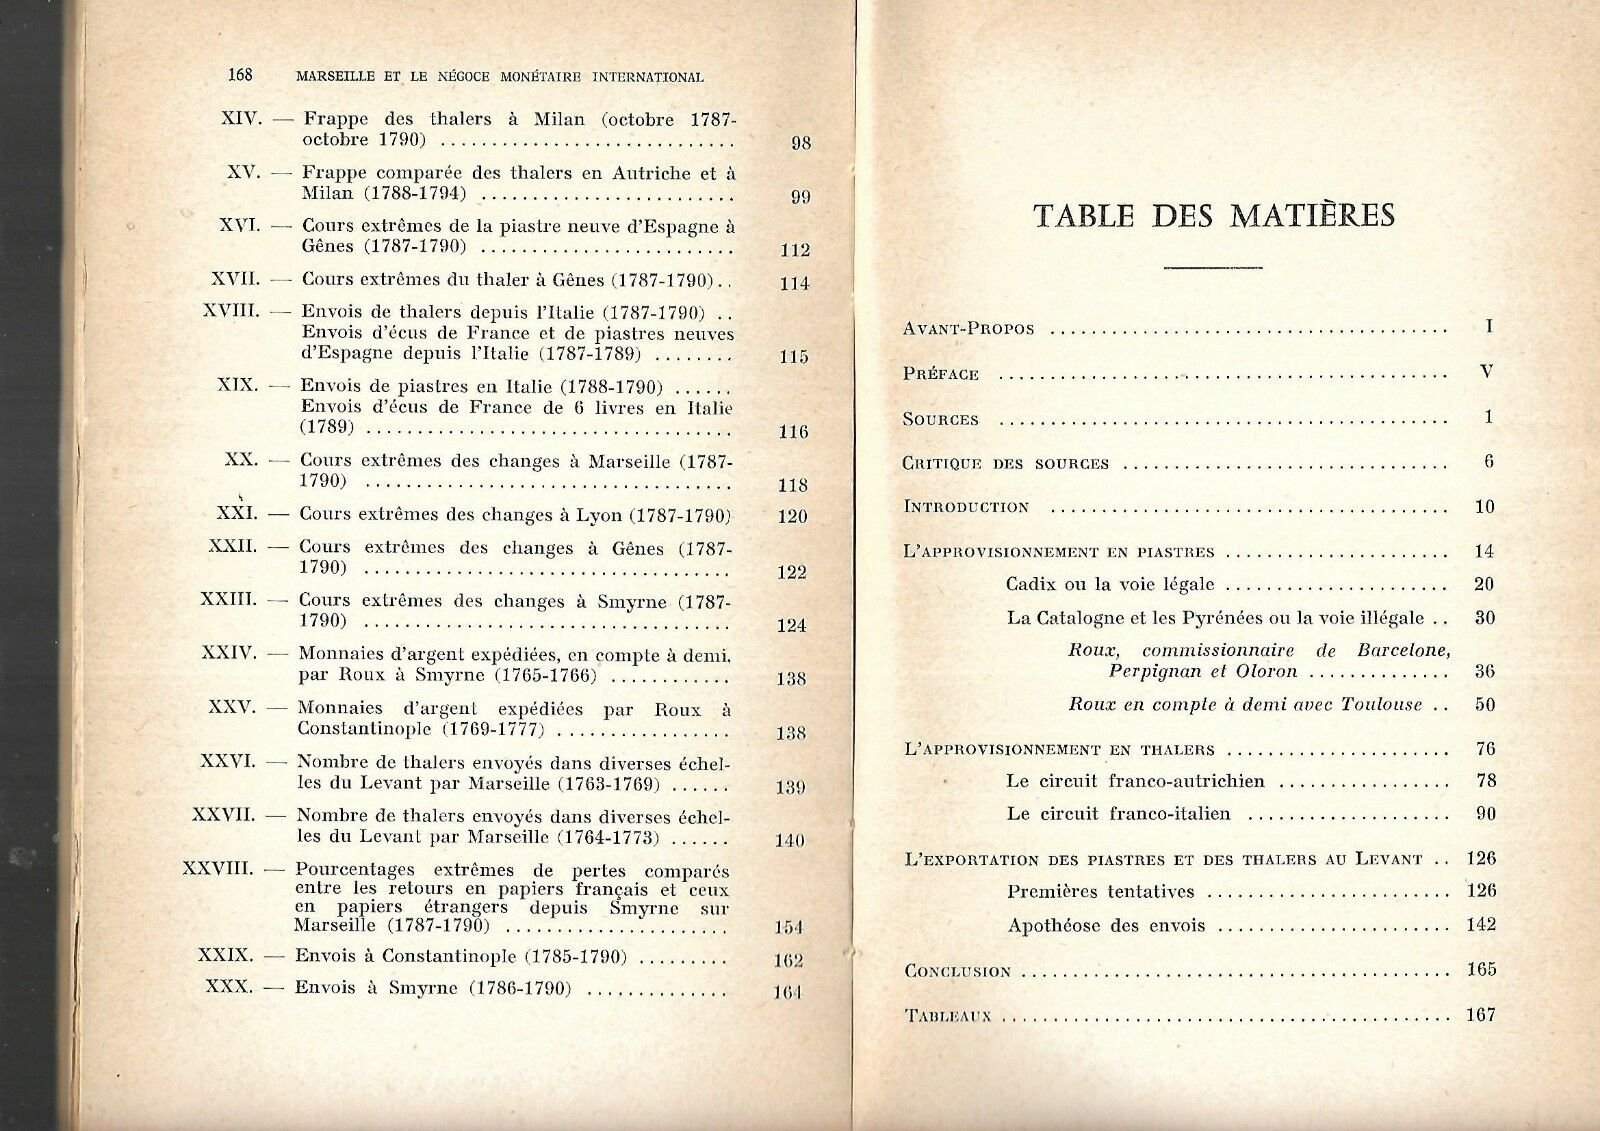 168 MARSEILLE ET LE NÉGOCE MONÉTAIRE INTERNATIONAL
XIV. — Frappe des thalers à Milan (octobre 1787-
octobre 1790) ............................ 98
XV. — Frappe comparée des thalers en Autriche et à
Milan (1788-1794) ........................ 99
XVI. — Cours extrêmes de la piastre neuve d'Espagne à
Gênes (1787-1790) ........................ 112
XVII. — Cours extrêmes du thaler à Gênes (1787-1790).. 114
XVIII. — Envois de thalers depuis l'Italie (1787-1790) ..
Envois d'écus de France et de piastres neuves
d'Espagne depuis l'Italie (1787-1789) ........ 115
XIX. — Envois de piastres en Italie (1788-1790) ......
Envois d'écus de France de 6 livres en Italie
(1789) .................................... 116
XX. — Cours extrêmes des changes à Marseille (1787-
1790) .................................... 118
XXI. — Cours extrêmes des changes à Lyon (1787-1790) 120
XXII. — Cours extrêmes des changes à Gênes (1787-
1790) .................................... 122
XXIII. — Cours extrêmes des changes à Smyrne (1787-
1790) .................................... 124
XXIV. — Monnaies d'argent expédiées, en compte à demi,
par Roux à Smyrne (1765-1766) ............ 138
XXV. — Monnaies d'argent expédiées par Roux à
Constantinople (1769-1777) ................. 138
XXVI. — Nombre de thalers envoyés dans diverses échel-
les du Levant par Marseille (1763-1769) ...... 139
XXVII. — Nombre de thalers envoyés dans diverses échel-
les du Levant par Marseille (1764-1773) ...... 140
XXVIII. — Pourcentages extrêmes de pertes comparés
entre les retours en papiers français et ceux
en papiers étrangers depuis Smyrne sur
Marseille (1787-1790) ...................... 154
XXIX. — Envois à Constantinople (1785-1790) ......... 162
XXX. — Envois à Smyrne (1786-1790) .............. 164
TABLE DES MATIÈRES
AVANT-PROPOS ....................................... I
PRÉFACE ............................................ V
SOURCES ............................................ 1
CRITIQUE DES SOURCES ................................ 6
INTRODUCTION ....................................... 10
L'APPROVISIONNEMENT EN PIASTRES ...................... 14
Cadix ou la voie légale ...................... 20
La Catalogne et les Pyrénées ou la voie illégale .. 30
Roux, commissionnaire de Barcelone,
Perpignan et Oloron .............. 36
Roux en compte à demi avec Toulouse .. 50
L'APPROVISIONNEMENT EN THALERS ...................... 76
Le circuit franco-autrichien ................. 78
Le circuit franco-italien .................... 90
L'EXPORTATION DES PIASTRES ET DES THALERS AU LEVANT .. 126
Premières tentatives ........................ 126
Apothéose des envois ....................... 142
CONCLUSION .......................................... 165
TABLEAUX ............................................ 167